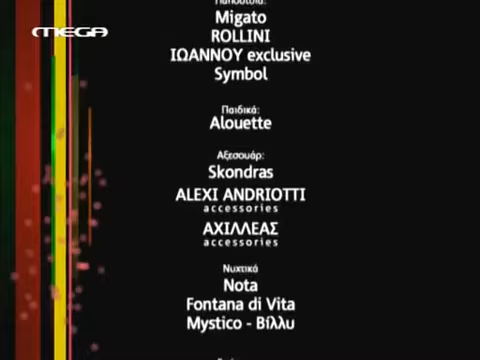 Παπούτσια:
Migato
MEGA
ROLLINI
ΙΩΑΝΝΟΥ exclusive
Symbol
Παιδικά:
Alouette
Αξεσουάρ:
Skondras
ALEXI ANDRIOTTI
accessories
ΑΧΙΛΛΕΑΣ
accessories
Νυχτικά
Nota
Fontana di Vita
Mystico - Βίλλυ